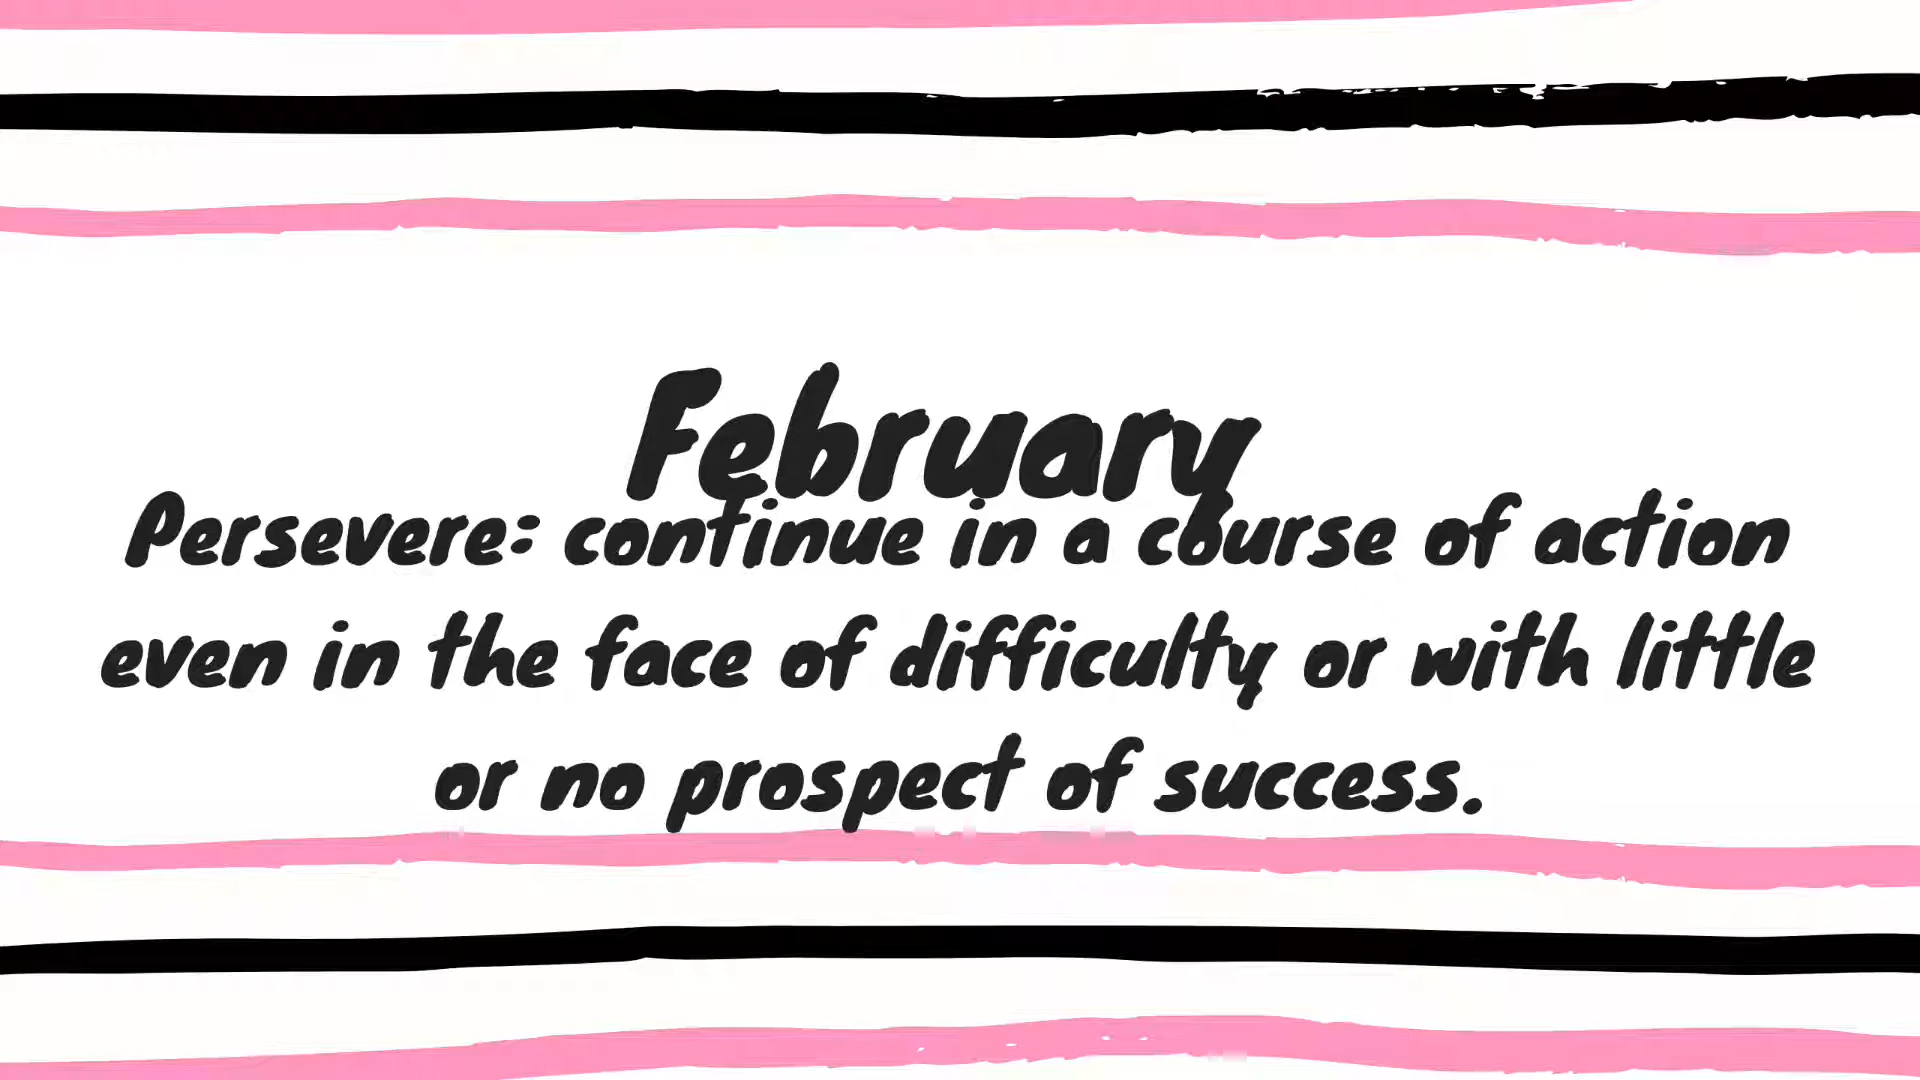 February
Persevere: continue in a course of action
even in the face of difficulty or with little
or no prospect of success.